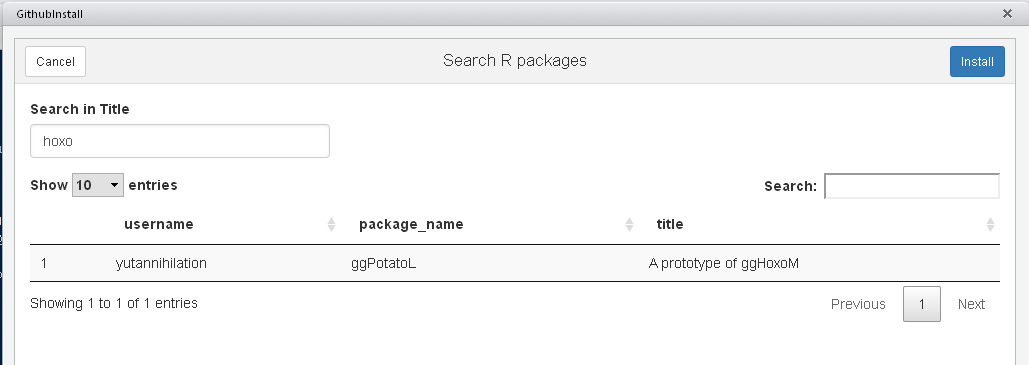 GithubInstall
Cancel Search R packages Install
Search in Title
hoxo
Show 10 entries Search:
username package_name title
1 yutannihilation ggPotatoL A prototype of ggHoxoM
Showing 1 to 1 of 1 entries Previous 1 Next